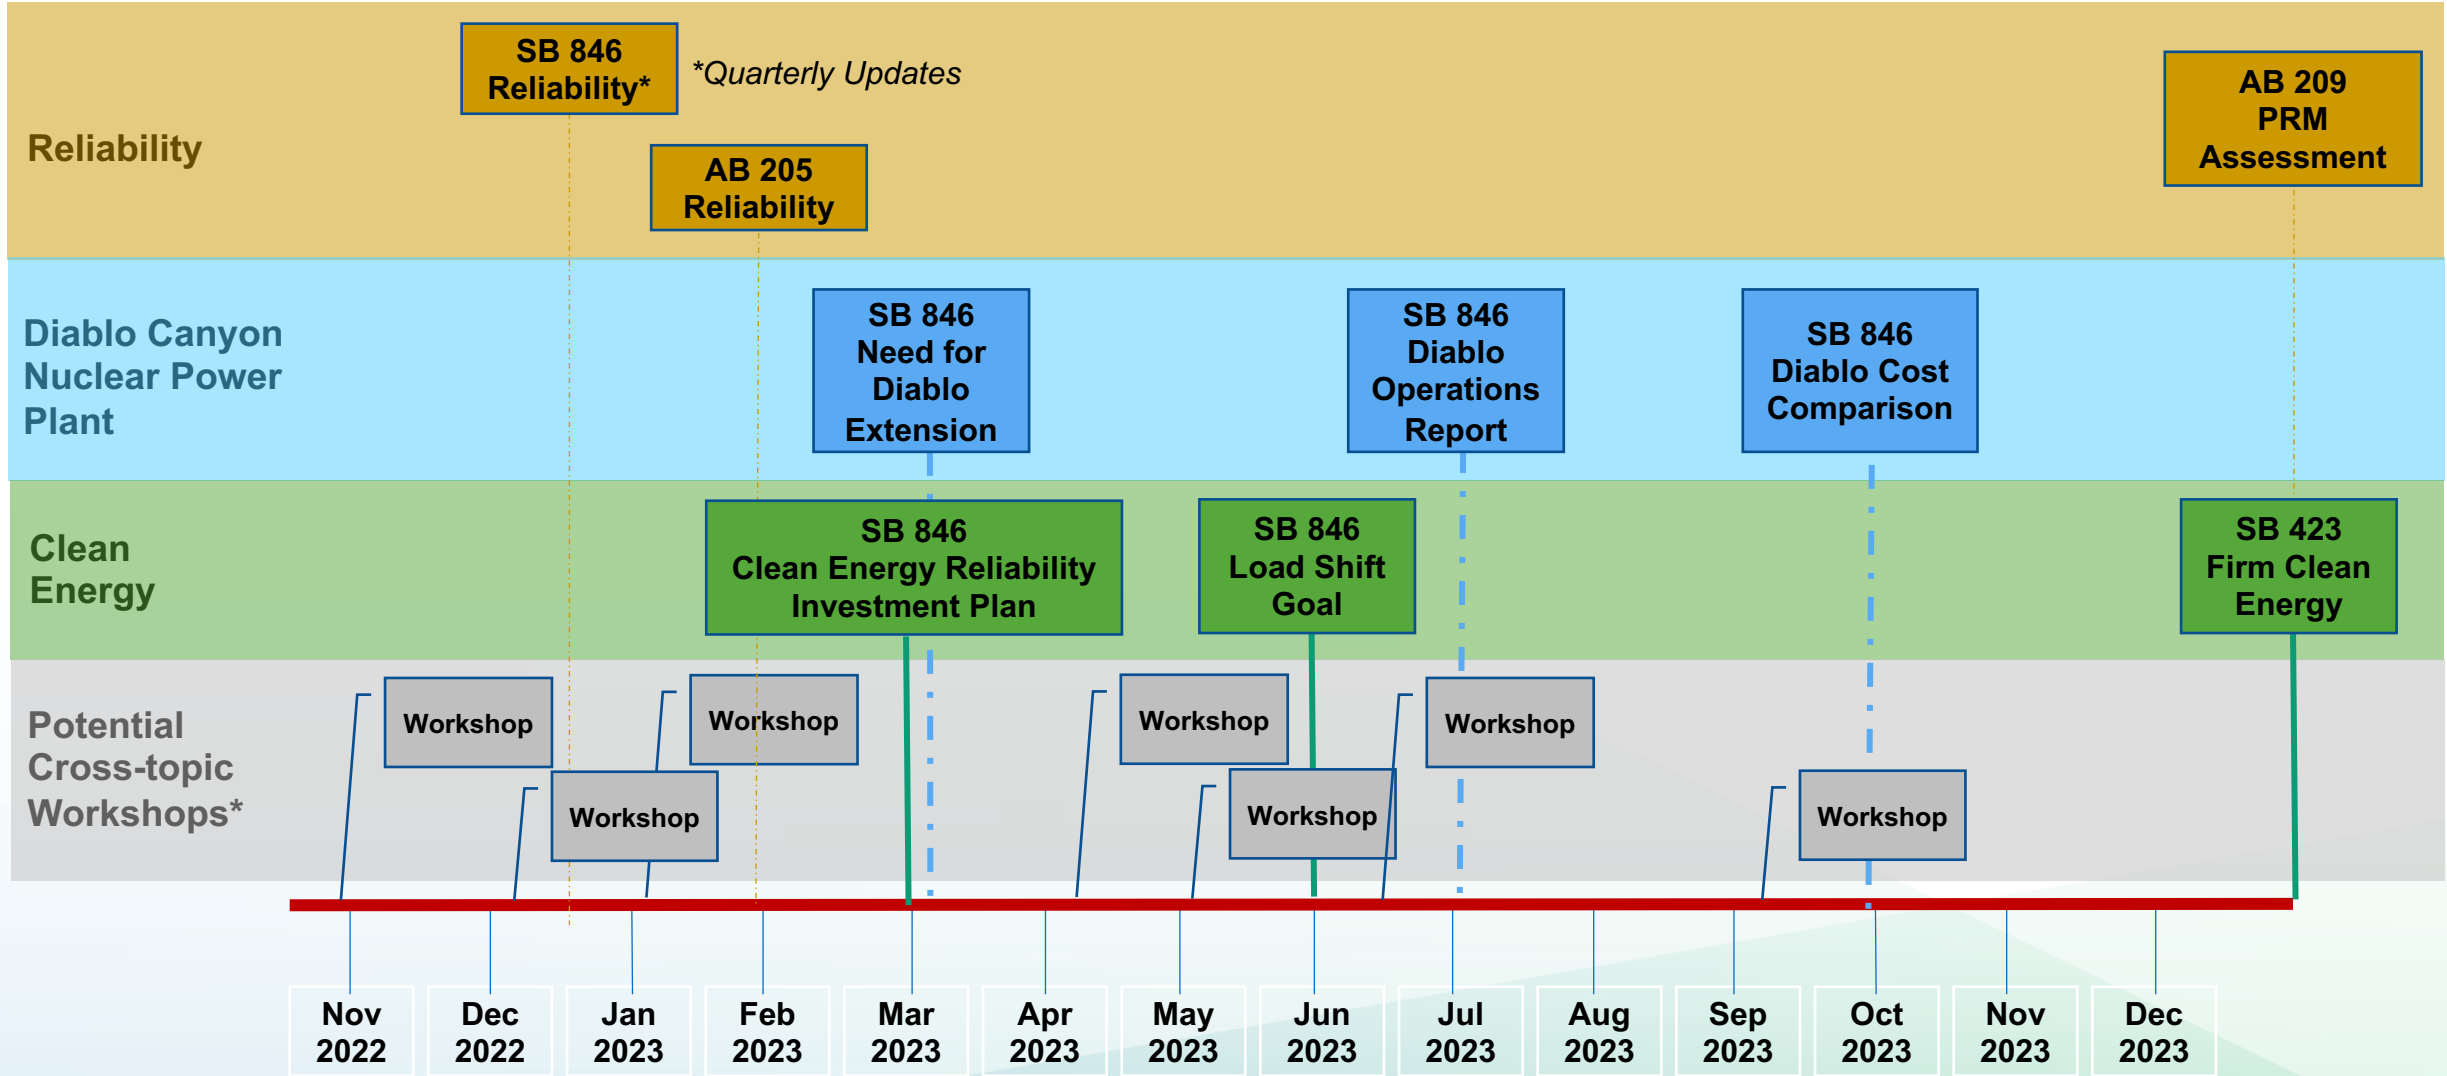 SB 846
Reliability*
*Quarterly Updates
AB 209
PRM
Assessment
Reliability
AB 205
Reliability
Diablo Canyon
Nuclear Power
Plant
SB 846
Need for
Diablo
Extension
SB 846
Diablo
Operations
Report
SB 846
Diablo Cost
Comparison
Clean
Energy
SB 846
Clean Energy Reliability
Investment Plan
SB 846
Load Shift
Goal
SB 423
Firm Clean
Energy
Potential
Cross-topic
Workshops*
Workshop
Workshop
Workshop
Workshop
Workshop
Workshop
Workshop
Nov
2022
Dec
2022
Jan
2023
Feb
2023
Mar
2023
Apr
2023
May
2023
Jun
2023
Jul
2023
Aug
2023
Sep
2023
Oct
2023
Nov
2023
Dec
2023